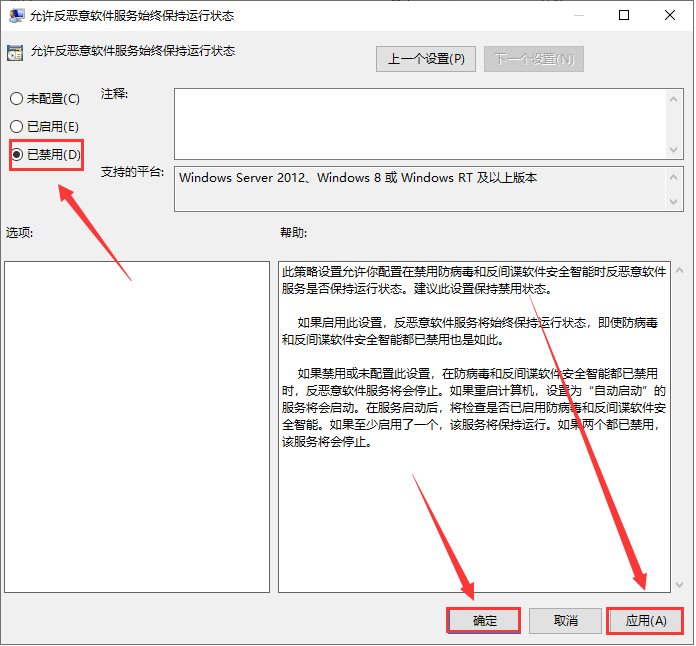 允许反恶意软件服务始终保持运行状态
允许反恶意软件服务始终保持运行状态
上一个设置(P)
下一个设置(N)
未配置(C)
注释:
已启用(E)
已禁用(D)
支持的平台:
Windows Server 2012、Windows 8 或 Windows RT 及以上版本
选项:
帮助:
此策略设置允许你配置在禁用防病毒和反间谍软件安全智能时反恶意软件
服务是否保持运行状态。建议此设置保持禁用状态。
如果启用此设置，反恶意软件服务将始终保持运行状态，即使防病毒
和反间谍软件安全智能都已禁用也是如此。
如果禁用或未配置此设置，在防病毒和反间谍软件安全智能都已禁用
时，反恶意软件服务将会停止。如果重启计算机，设置为“自动启动”的
服务将会启动。在服务启动后，将检查是否已启用防病毒和反间谍软件安
全智能。如果至少启用了一个，该服务将保持运行。如果两个都已禁用，
该服务将会停止。
确定
取消
应用(A)